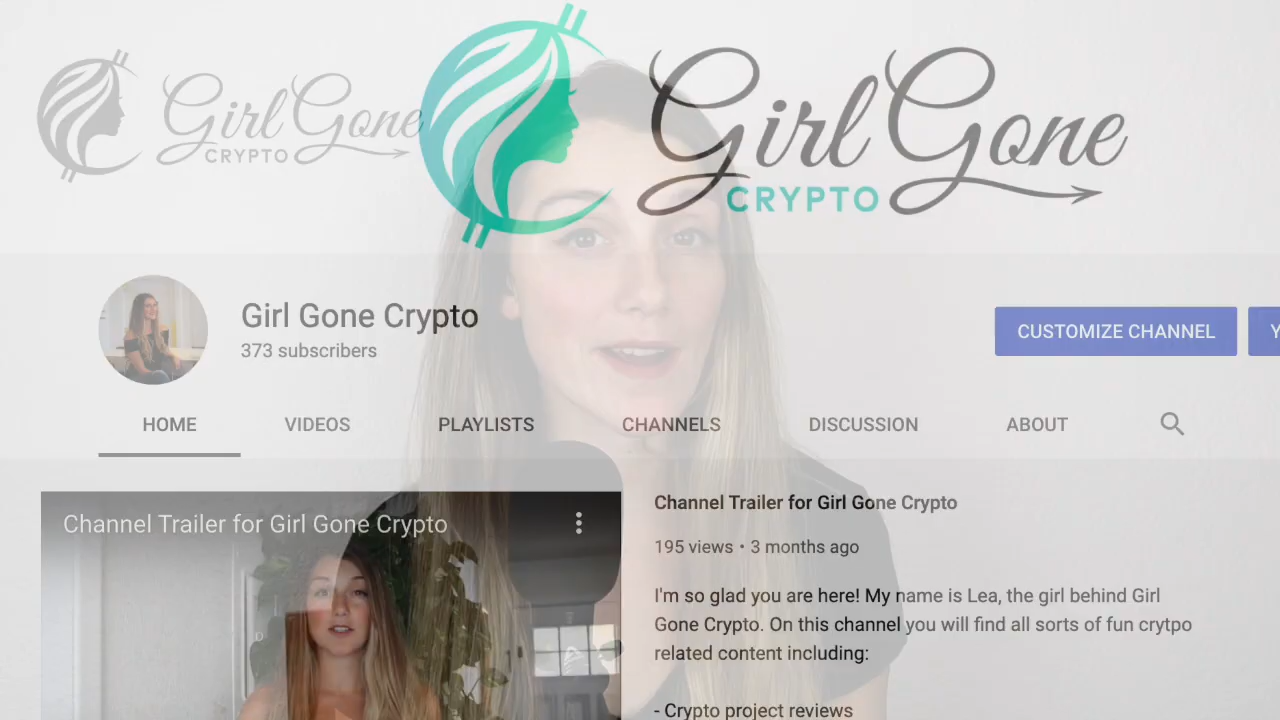 Girl Gone
CRYPTO
Girl Gone
CRYPTO
Girl Gone Crypto
373 subscribers
CUSTOMIZE CHANNEL
Y
HOME
VIDEOS
PLAYLISTS
CHANNELS
DISCUSSION
ABOUT
Channel Trailer for Girl Gone Crypto
Channel Trailer for Girl Gone Crypto
195 views • 3 months ago
I'm so glad you are here! My name is Lea, the girl behind Girl
Gone Crypto. On this channel you will find all sorts of fun crytpo
related content including:
- Crypto project reviews